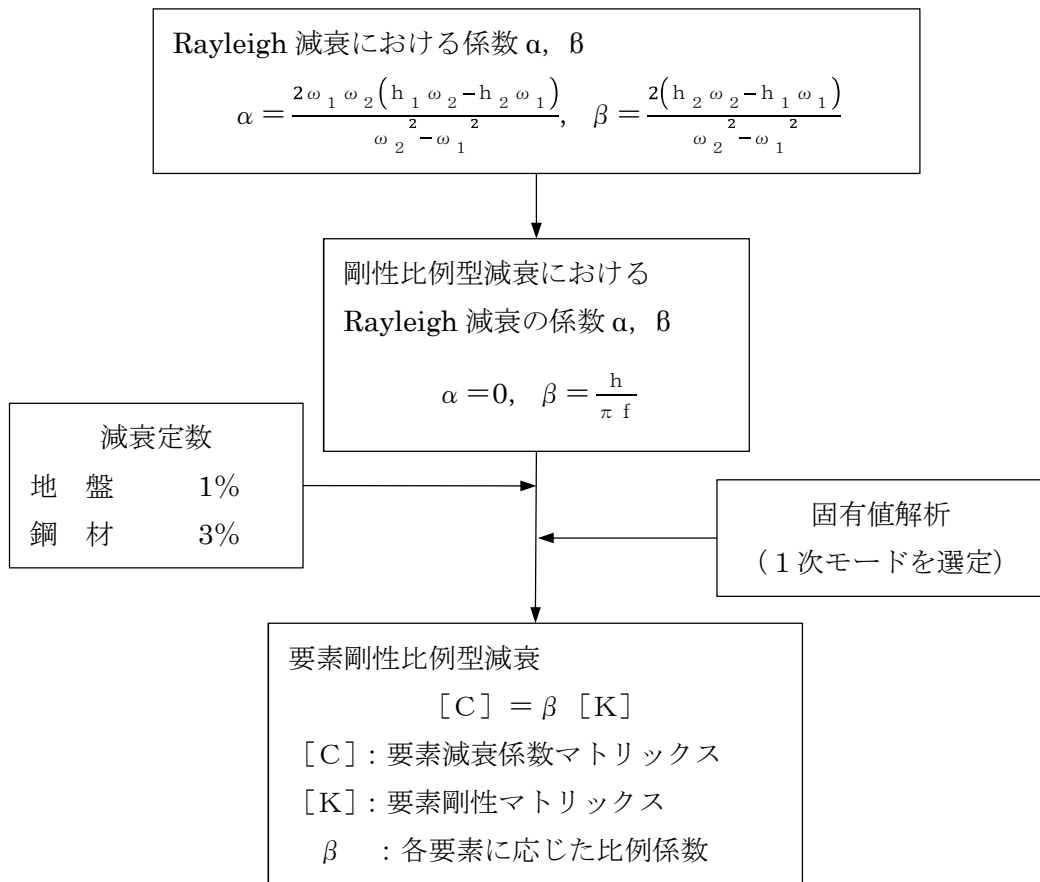 Rayleigh 減衰における係数 α, β
α＝2ω₁ω₂(h₁ω₂−h₂ω₁)/(ω₂²−ω₁²), β＝2(h₂ω₂−h₁ω₁)/(ω₂²−ω₁²)
剛性比例型減衰における
Rayleigh 減衰の係数 α, β
α＝0, β＝h/(πf)
減衰定数
地　盤　1%
鋼　材　3%
固有値解析
（１次モードを選定）
要素剛性比例型減衰
［C］＝β［K］
［C］：要素減衰係数マトリックス
［K］：要素剛性マトリックス
β　：各要素に応じた比例係数